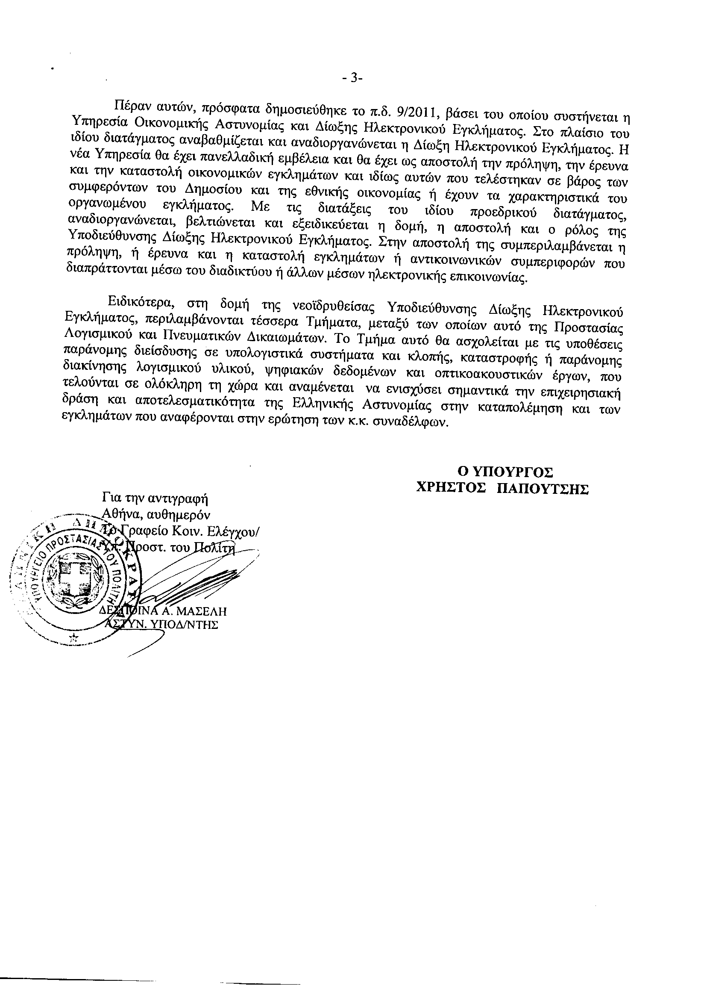 - 3-
Πέραν αυτών, πρόσφατα δημοσιεύθηκε το π.δ. 9/2011, βάσει του οποίου συστήνεται η
Υπηρεσία Οικονομικής Αστυνομίας και Δίωξης Ηλεκτρονικού Εγκλήματος. Στο πλαίσιο του
ιδίου διατάγματος αναβαθμίζεται και αναδιοργανώνεται η Δίωξη Ηλεκτρονικού Εγκλήματος. Η
νέα Υπηρεσία θα έχει πανελλαδική εμβέλεια και θα έχει ως αποστολή την πρόληψη, την έρευνα
και την καταστολή οικονομικών εγκλημάτων και ιδίως αυτών που τελέστηκαν σε βάρος των
συμφερόντων του Δημοσίου και της εθνικής οικονομίας ή έχουν τα χαρακτηριστικά του
οργανωμένου εγκλήματος. Με τις διατάξεις του ιδίου προεδρικού διατάγματος,
αναδιοργανώνεται, βελτιώνεται και εξειδικεύεται η δομή, η αποστολή και ο ρόλος της
Υποδιεύθυνσης Δίωξης Ηλεκτρονικού Εγκλήματος. Στην αποστολή της συμπεριλαμβάνεται η
πρόληψη, ή έρευνα και η καταστολή εγκλημάτων ή αντικοινωνικών συμπεριφορών που
διαπράττονται μέσω του διαδικτύου ή άλλων μέσων ηλεκτρονικής επικοινωνίας.
Ειδικότερα, στη δομή της νεοϊδρυθείσας Υποδιεύθυνσης Δίωξης Ηλεκτρονικού
Εγκλήματος, περιλαμβάνονται τέσσερα Τμήματα, μεταξύ των οποίων αυτό της Προστασίας
Λογισμικού και Πνευματικών Δικαιωμάτων. Το Τμήμα αυτό θα ασχολείται με τις υποθέσεις
παράνομης διείσδυσης σε υπολογιστικά συστήματα και κλοπής, καταστροφής ή παράνομης
διακίνησης λογισμικού υλικού, ψηφιακών δεδομένων και οπτικοακουστικών έργων, που
τελούνται σε ολόκληρη τη χώρα και αναμένεται να ενισχύσει σημαντικά την επιχειρησιακή
δράση και αποτελεσματικότητα της Ελληνικής Αστυνομίας στην καταπολέμηση και των
εγκλημάτων που αναφέρονται στην ερώτηση των κ.κ. συναδέλφων.
Ο ΥΠΟΥΡΓΟΣ
ΧΡΗΣΤΟΣ ΠΑΠΟΥΤΣΗΣ
Για την αντιγραφή
Αθήνα, αυθημερόν
Το Γραφείο Κοιν. Ελέγχου/
Υπ. Προστ. του Πολίτη
ΥΠΟΥΡΓΕΙΟ ΠΡΟΣΤΑΣΙΑΣ ΤΟΥ ΠΟΛΙΤΗ
ΔΕΣΠΟΙΝΑ Α. ΜΑΣΕΛΗ
ΑΣΤΥΝ. ΥΠΟΔ/ΝΤΗΣ